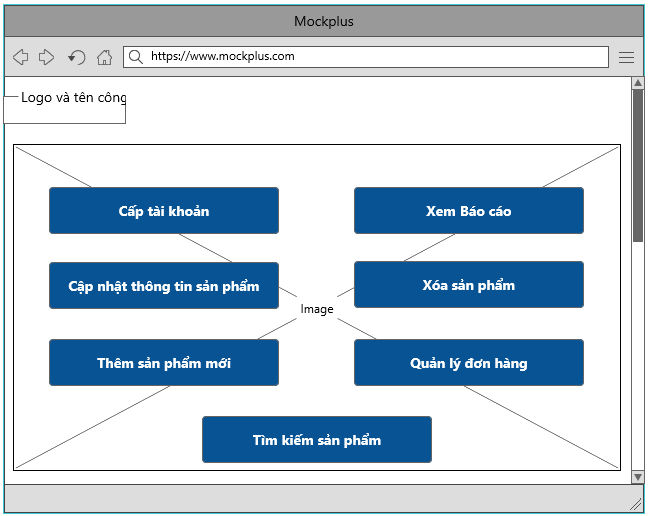 Mockplus
https://www.mockplus.com
Logo và tên công
Cấp tài khoản
Xem Báo cáo
Cập nhật thông tin sản phẩm
Xóa sản phẩm
Image
Thêm sản phẩm mới
Quản lý đơn hàng
Tìm kiếm sản phẩm